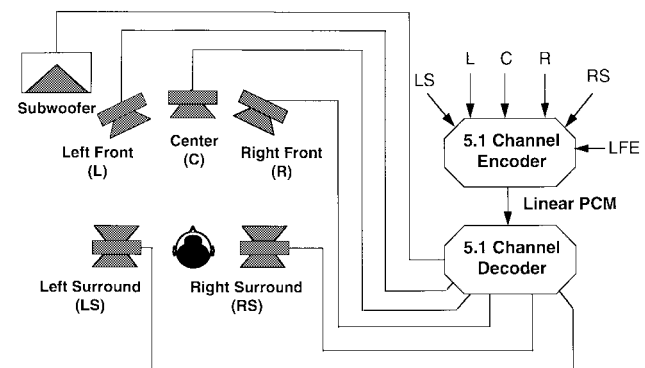 LS
L
C
R
RS
Subwoofer
Left Front
(L)
Center
(C)
Right Front
(R)
5.1 Channel
Encoder
LFE
Linear PCM
5.1 Channel
Decoder
Left Surround
(LS)
Right Surround
(RS)